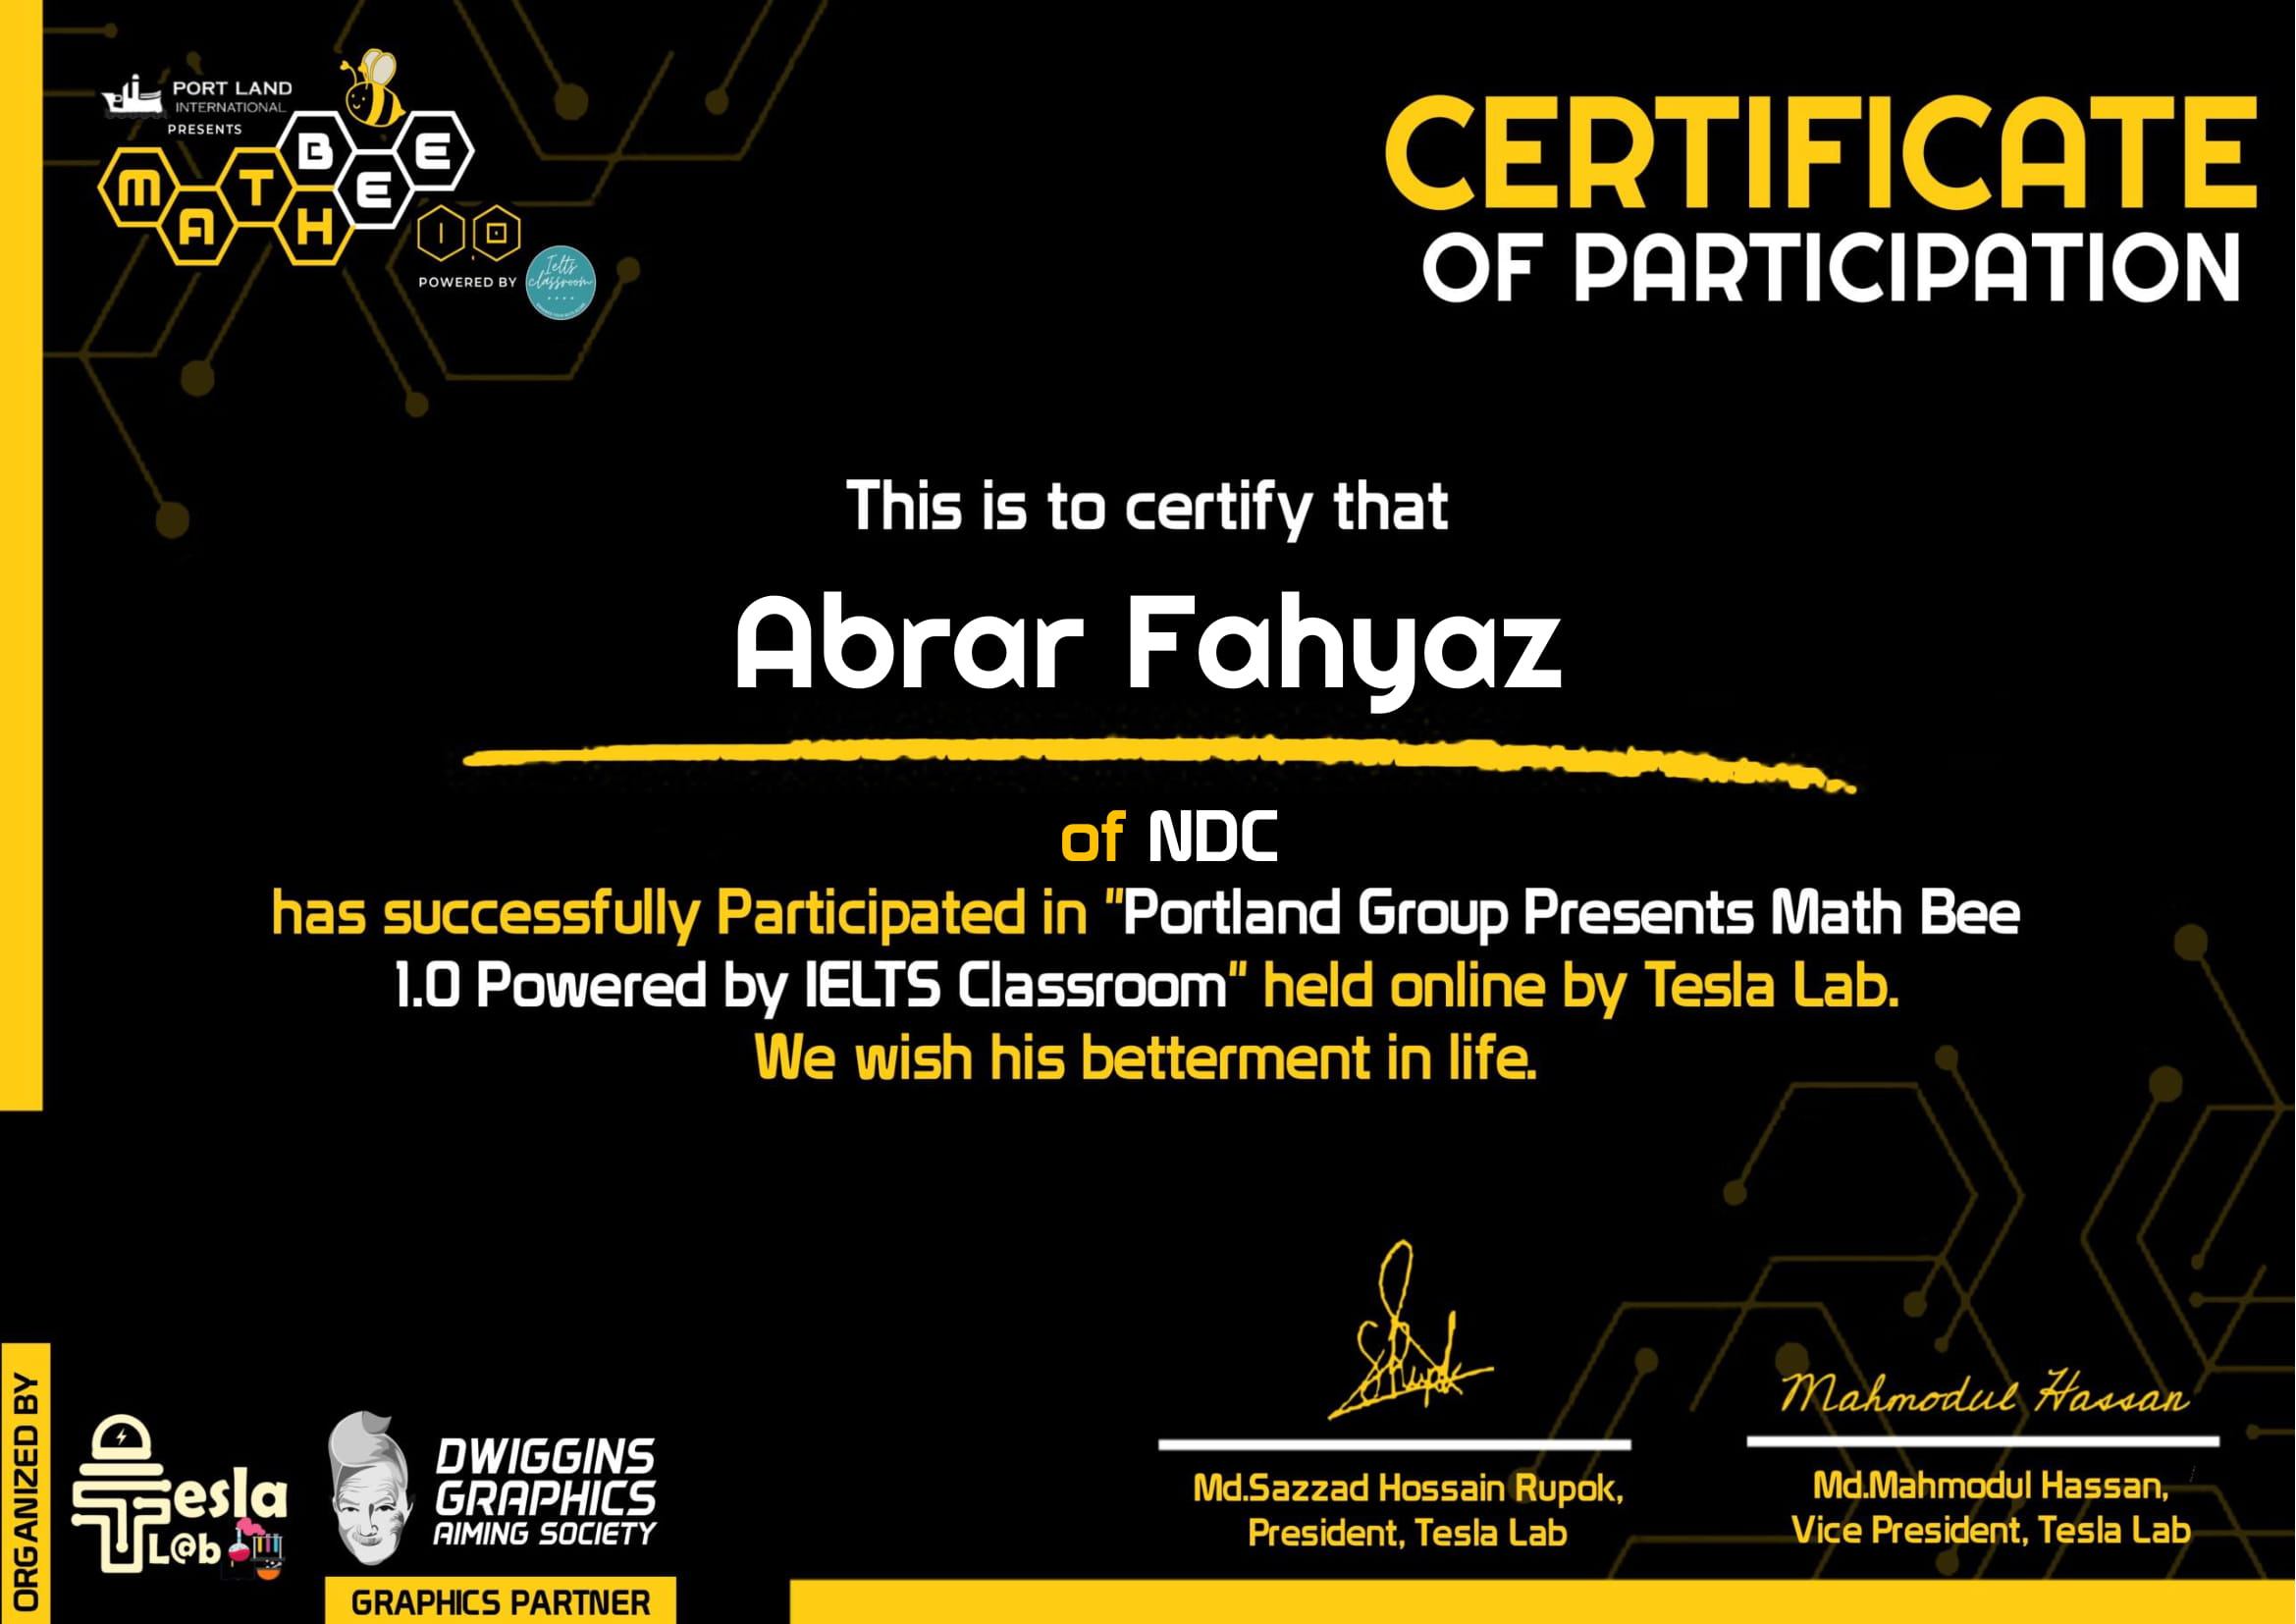 PORT LAND
INTERNATIONAL
PRESENTS
MATH BEE
1.0
POWERED BY
Ielts
classroom
CERTIFICATE
OF PARTICIPATION
This is to certify that
Abrar Fahyaz
of NDC
has successfully Participated in "Portland Group Presents Math Bee
1.0 Powered by IELTS Classroom" held online by Tesla Lab.
We wish his betterment in life.
ORGANIZED BY
Tesla
L@b
DWIGGINS
GRAPHICS
AIMING SOCIETY
GRAPHICS PARTNER
SRupok
Md.Sazzad Hossain Rupok,
President, Tesla Lab
Mahmodul Hassan
Md.Mahmodul Hassan,
Vice President, Tesla Lab